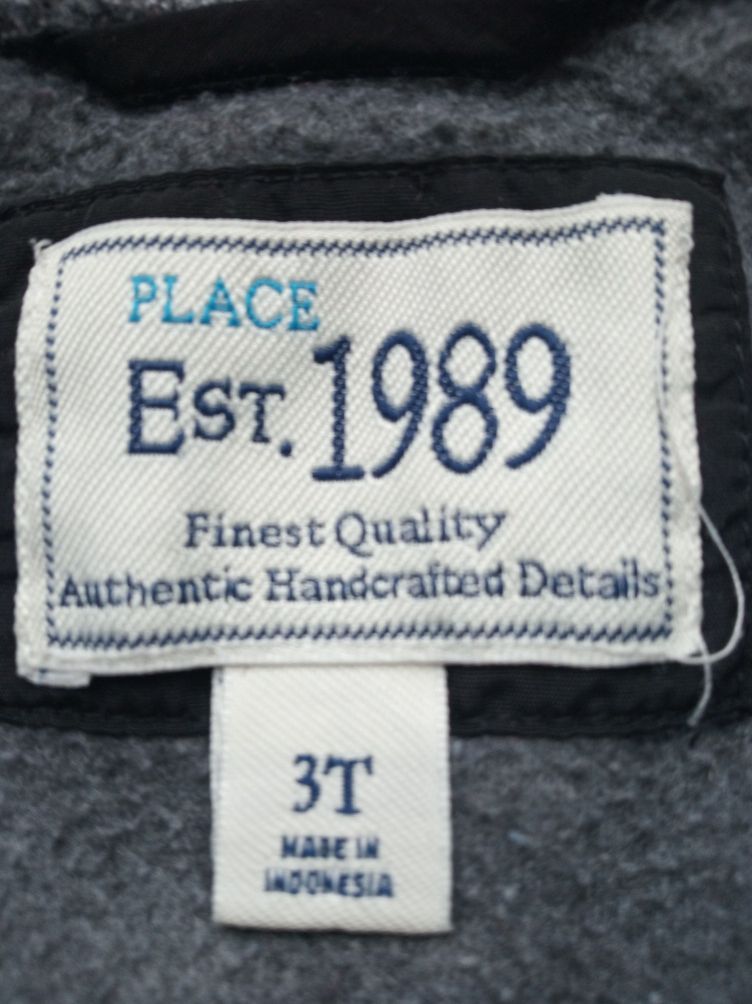 PLACE
EST. 1989
Finest Quality
Authentic Handcrafted Details
3T
MADE IN
INDONESIA